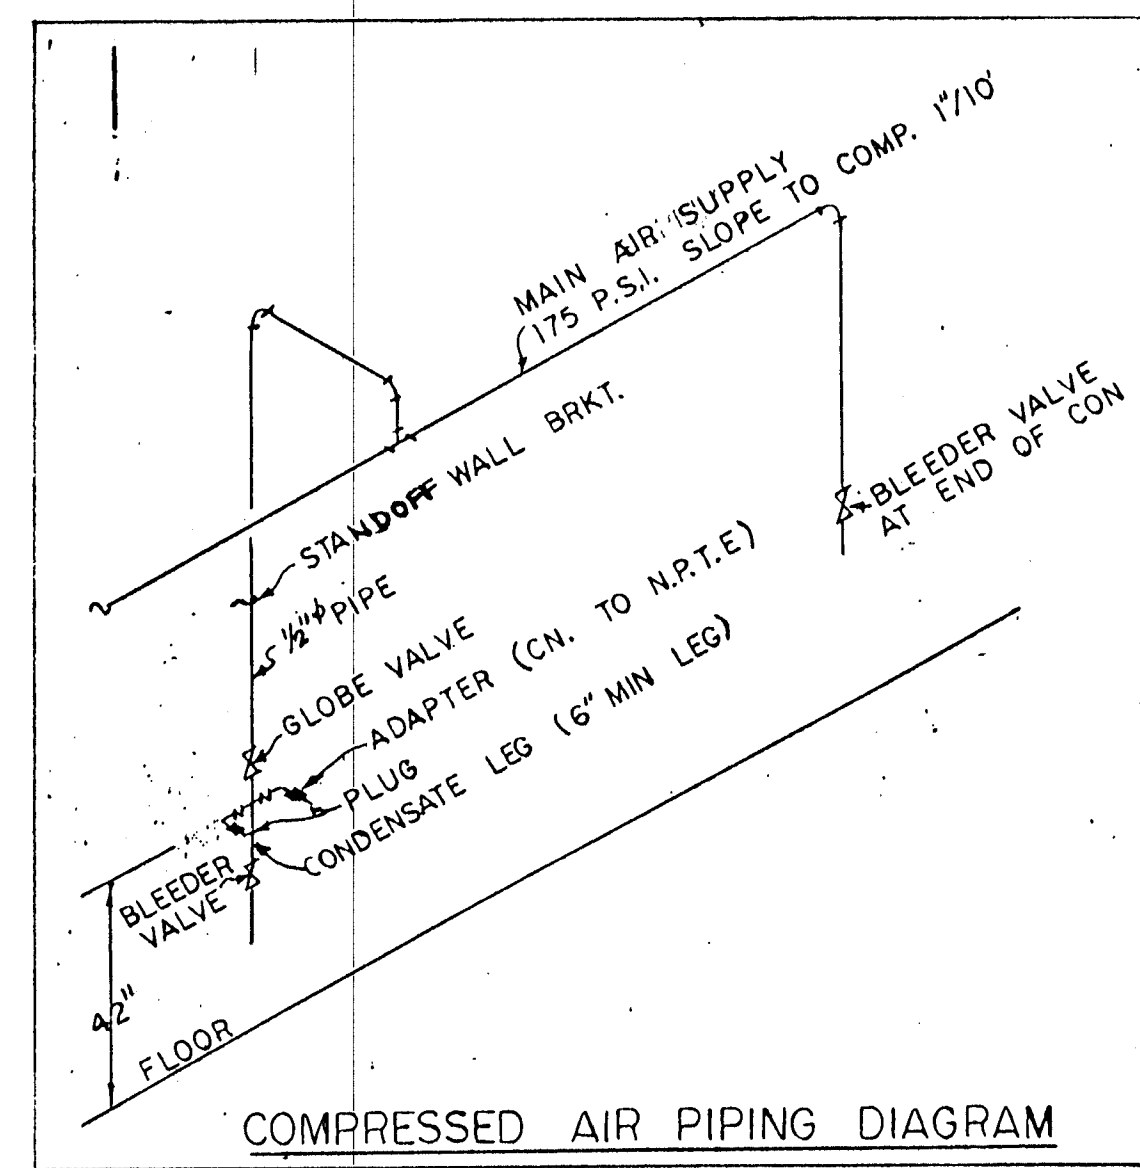 MAIN AIR SUPPLY
175 P.S.I. SLOPE TO COMP. 1"/10'
STANDOFF WALL BRKT.
1/2"ϕ PIPE
GLOBE VALVE
ADAPTER (CN. TO N.P.T.E)
PLUG
CONDENSATE LEG (6" MIN LEG)
BLEEDER VALVE
AT END OF CON
BLEEDER
VALVE
42"
FLOOR
COMPRESSED AIR PIPING DIAGRAM